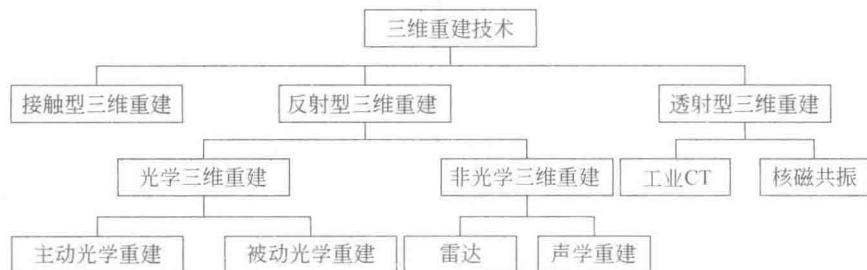 三维重建技术
接触型三维重建
反射型三维重建
透射型三维重建
光学三维重建
非光学三维重建
工业CT
核磁共振
主动光学重建
被动光学重建
雷达
声学重建